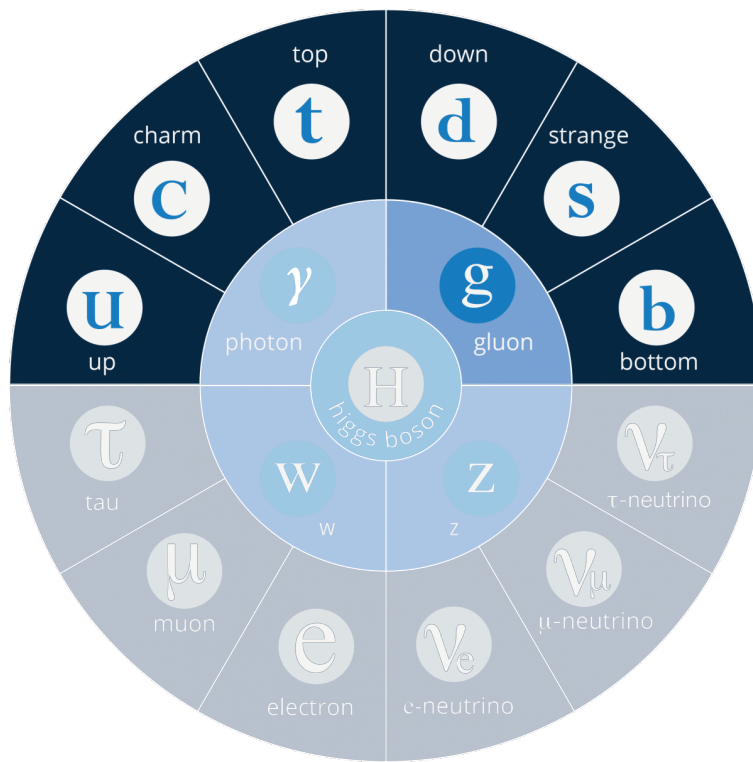 top
t
down
d
charm
c
strange
s
up
u
bottom
b
γ
photon
g
gluon
H
higgs boson
τ
tau
W
w
Z
z
ντ
τ-neutrino
μ
muon
νμ
μ-neutrino
e
electron
νe
e-neutrino